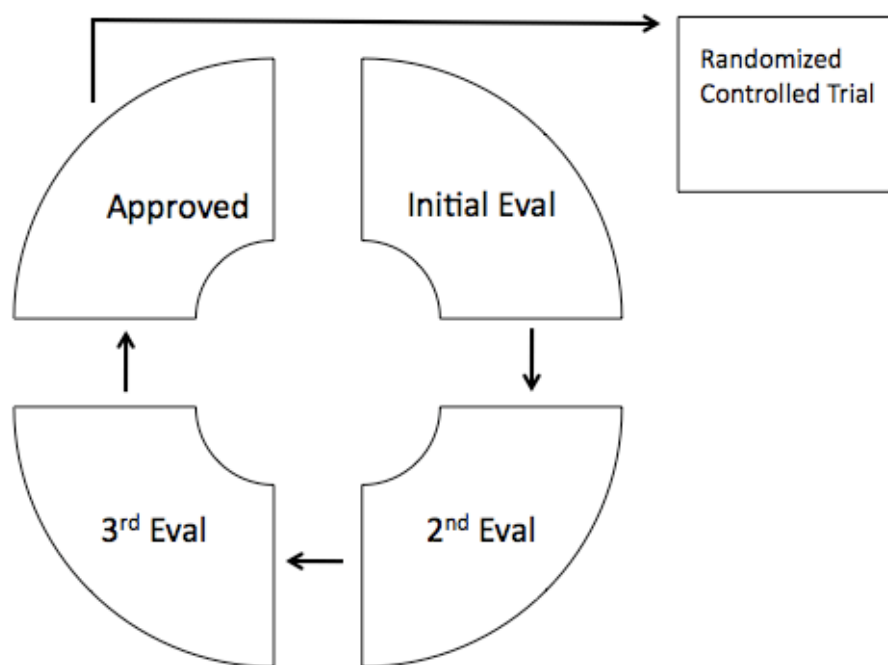 Randomized
Controlled Trial
Approved
Initial Eval
3rd Eval
2nd Eval